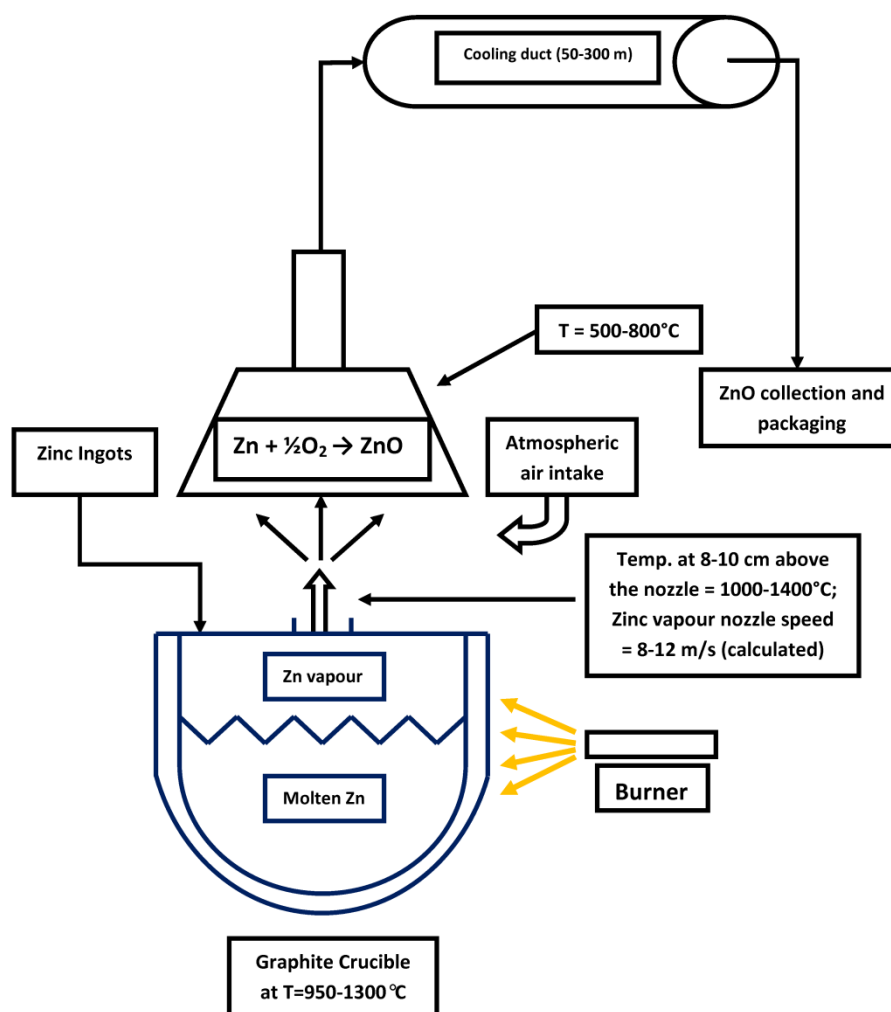 Cooling duct (50-300 m)
T = 500-800°C
ZnO collection and
packaging
Zn + ½O₂ → ZnO
Atmospheric
air intake
Zinc Ingots
Temp. at 8-10 cm above
the nozzle = 1000-1400°C;
Zinc vapour nozzle speed
= 8-12 m/s (calculated)
Zn vapour
Molten Zn
Burner
Graphite Crucible
at T=950-1300°C